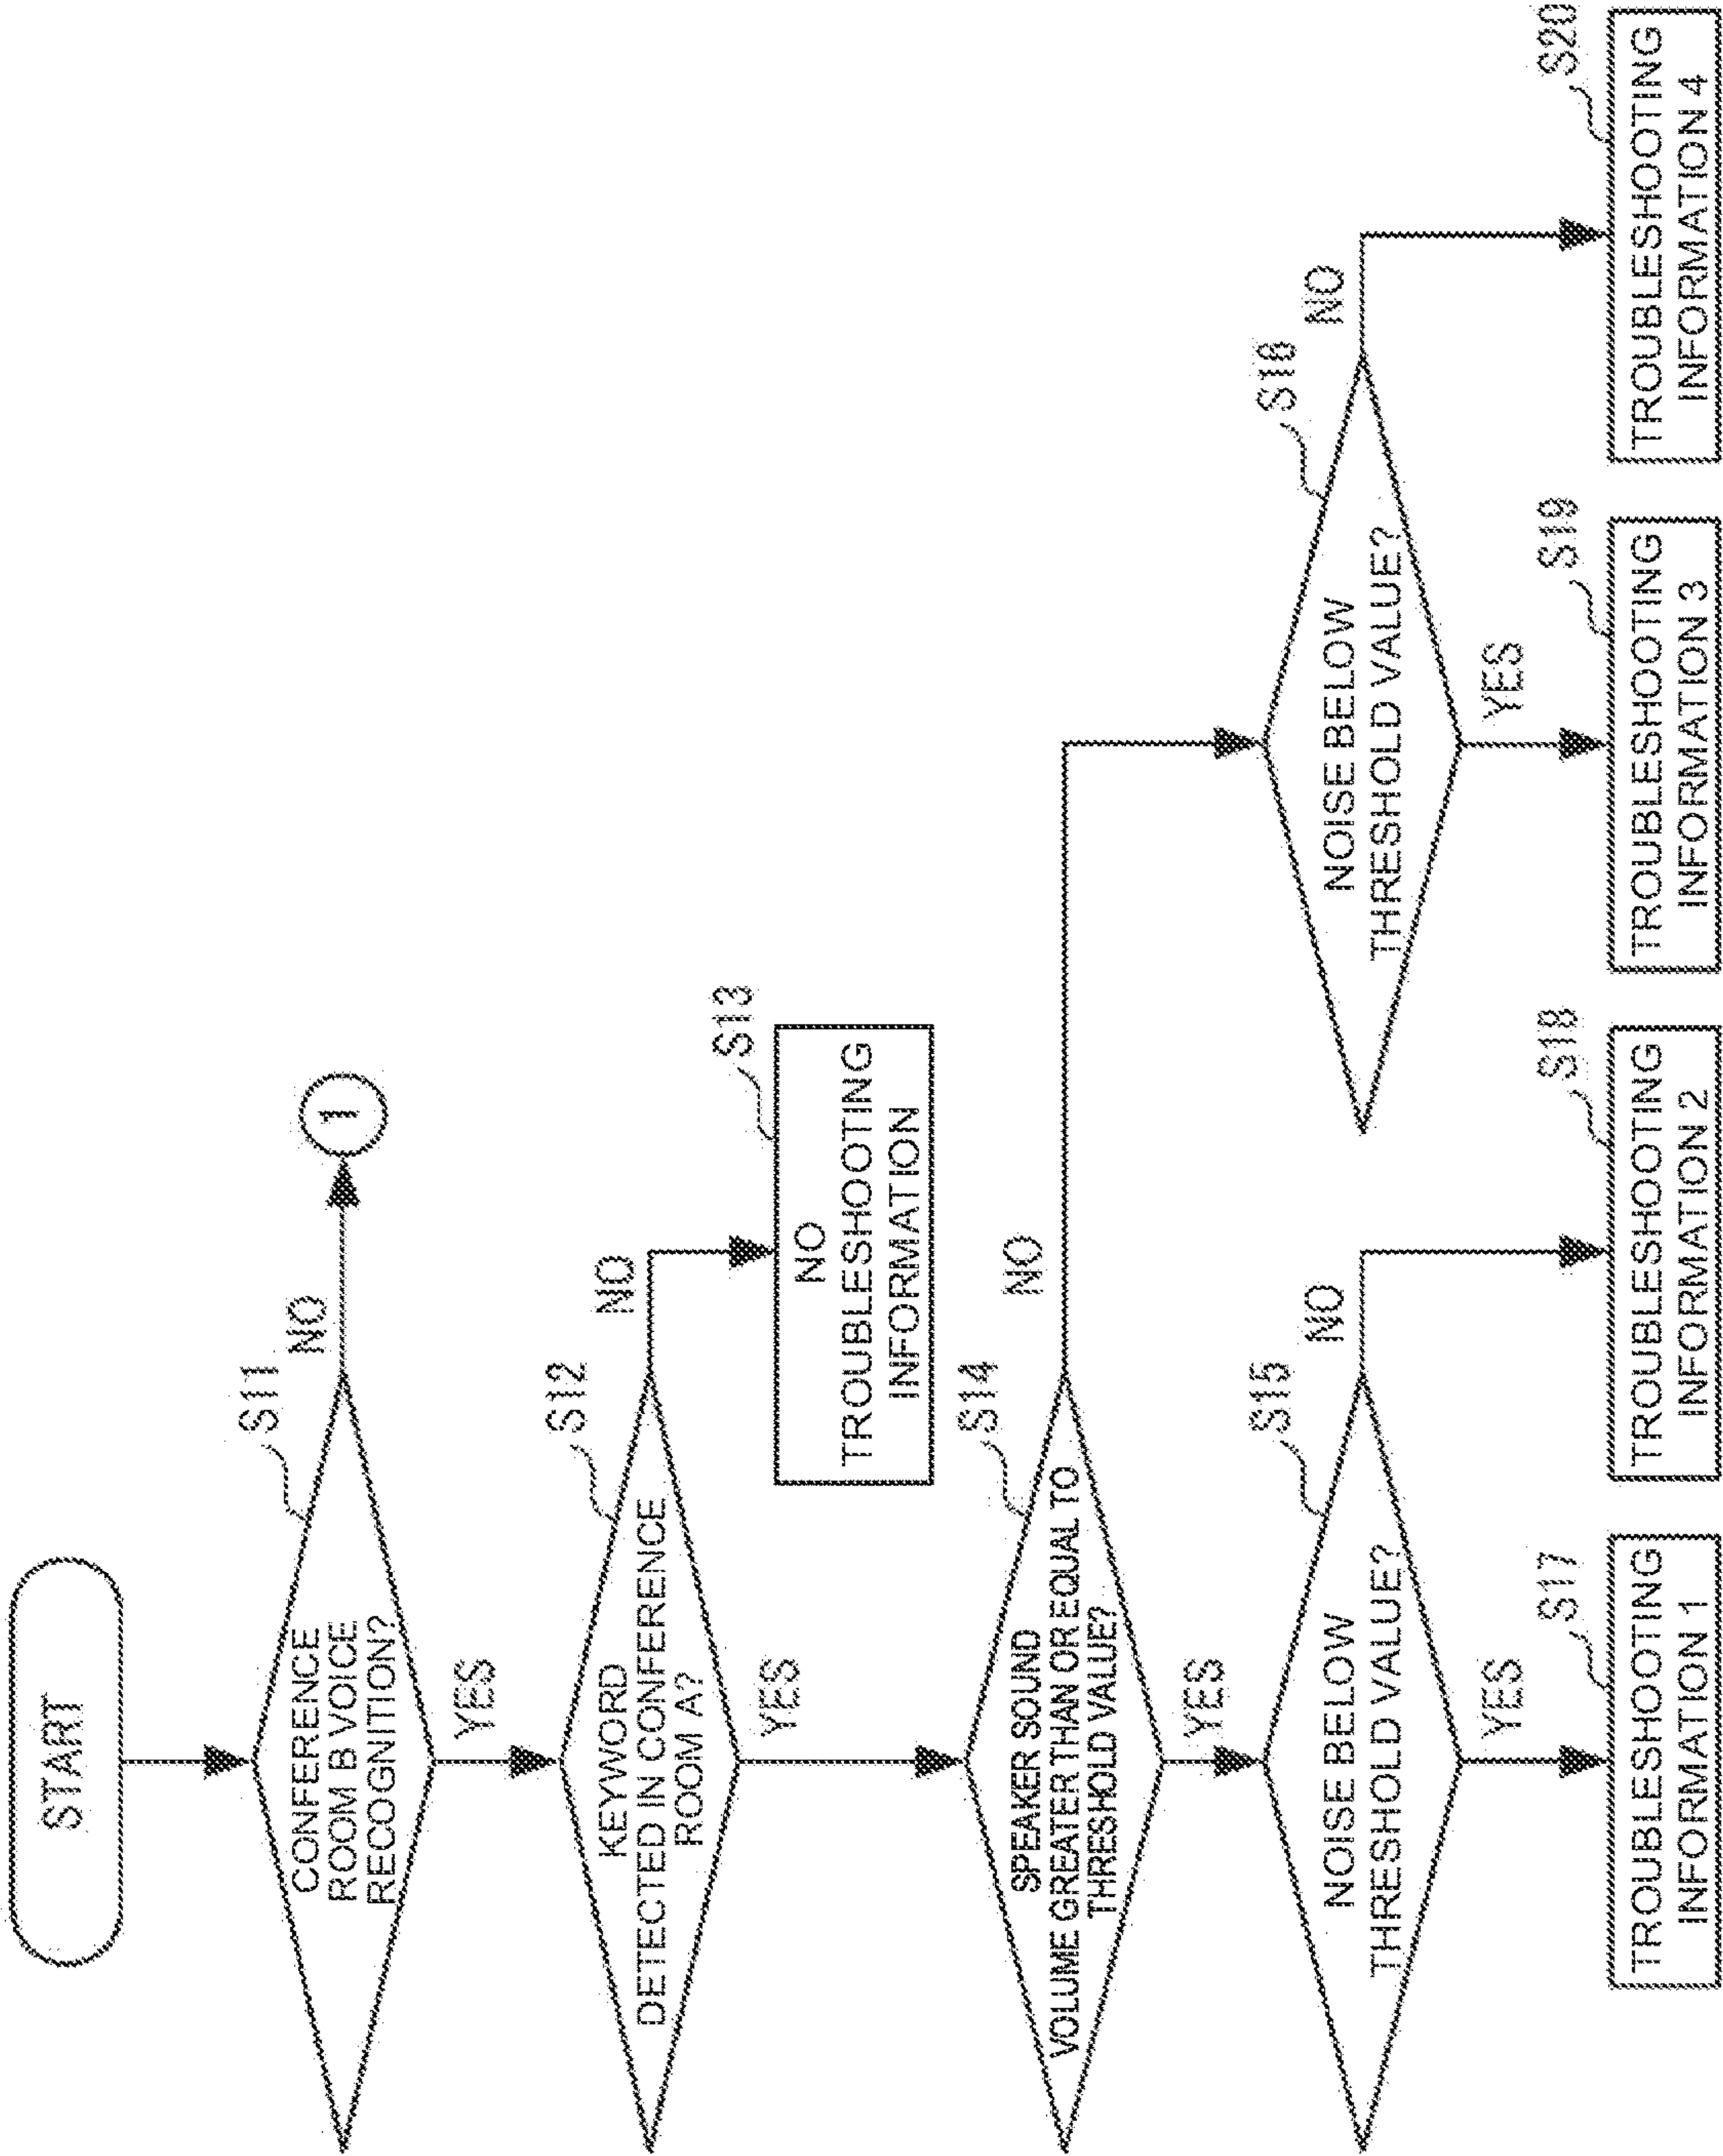 START
S11
CONFERENCE
ROOM B VOICE
RECOGNITION?
NO
1
YES
S12
KEYWORD
DETECTED IN CONFERENCE
ROOM A?
NO
YES
S13
NO
TROUBLESHOOTING
INFORMATION
S14
SPEAKER SOUND
VOLUME GREATER THAN OR EQUAL TO
THRESHOLD VALUE?
NO
YES
S15
NOISE BELOW
THRESHOLD VALUE?
NO
YES
S16
NOISE BELOW
THRESHOLD VALUE?
NO
YES
S17
TROUBLESHOOTING
INFORMATION 1
S18
TROUBLESHOOTING
INFORMATION 2
S19
TROUBLESHOOTING
INFORMATION 3
S20
TROUBLESHOOTING
INFORMATION 4